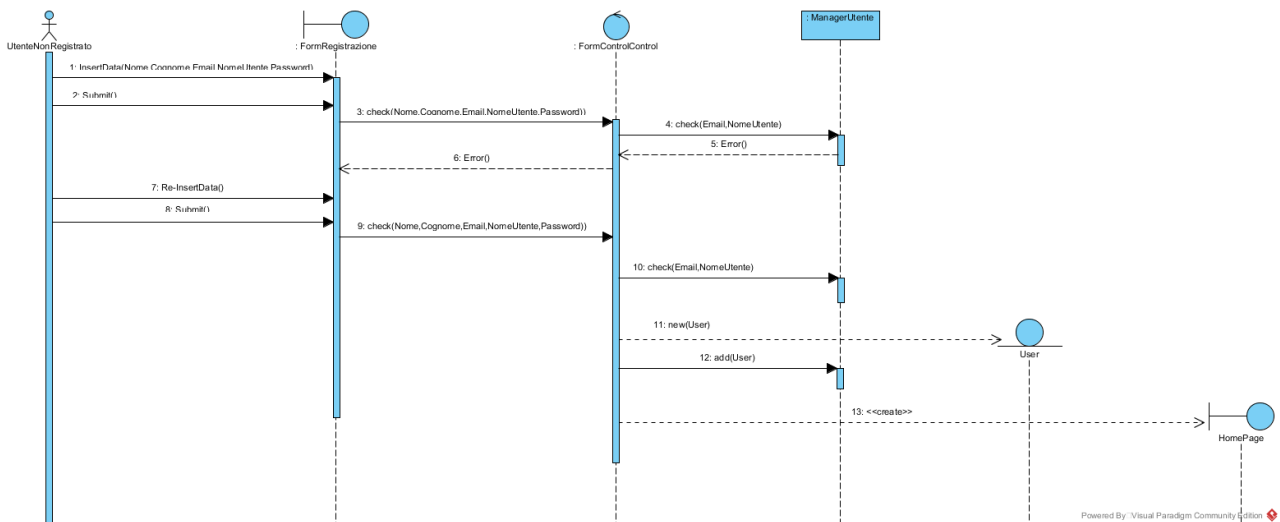 : ManagerUtente
UtenteNonRegistrato
: FormRegistrazione
: FormControlControl
1: InsertData(Nome,Cognome,Email,NomeUtente,Password)
2: Submit()
3: check(Nome,Cognome,Email,NomeUtente,Password))
4: check(Email,NomeUtente)
5: Error()
6: Error()
7: Re-InsertData()
8: Submit()
9: check(Nome,Cognome,Email,NomeUtente,Password))
10: check(Email,NomeUtente)
11: new(User)
User
12: add(User)
13: <<create>>
HomePage
Powered By Visual Paradigm Community Edition